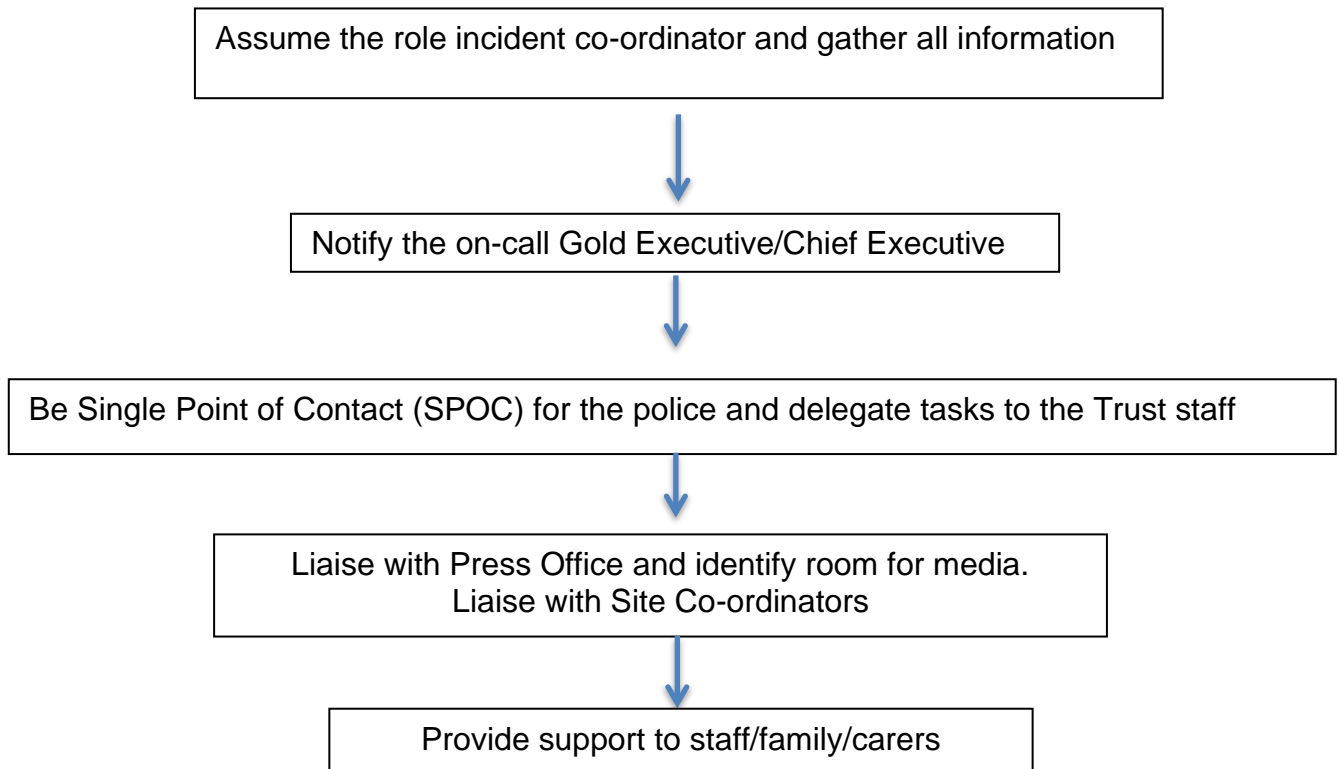 Assume the role incident co-ordinator and gather all information
Notify the on-call Gold Executive/Chief Executive
Be Single Point of Contact (SPOC) for the police and delegate tasks to the Trust staff
Liaise with Press Office and identify room for media.
Liaise with Site Co-ordinators
Provide support to staff/family/carers